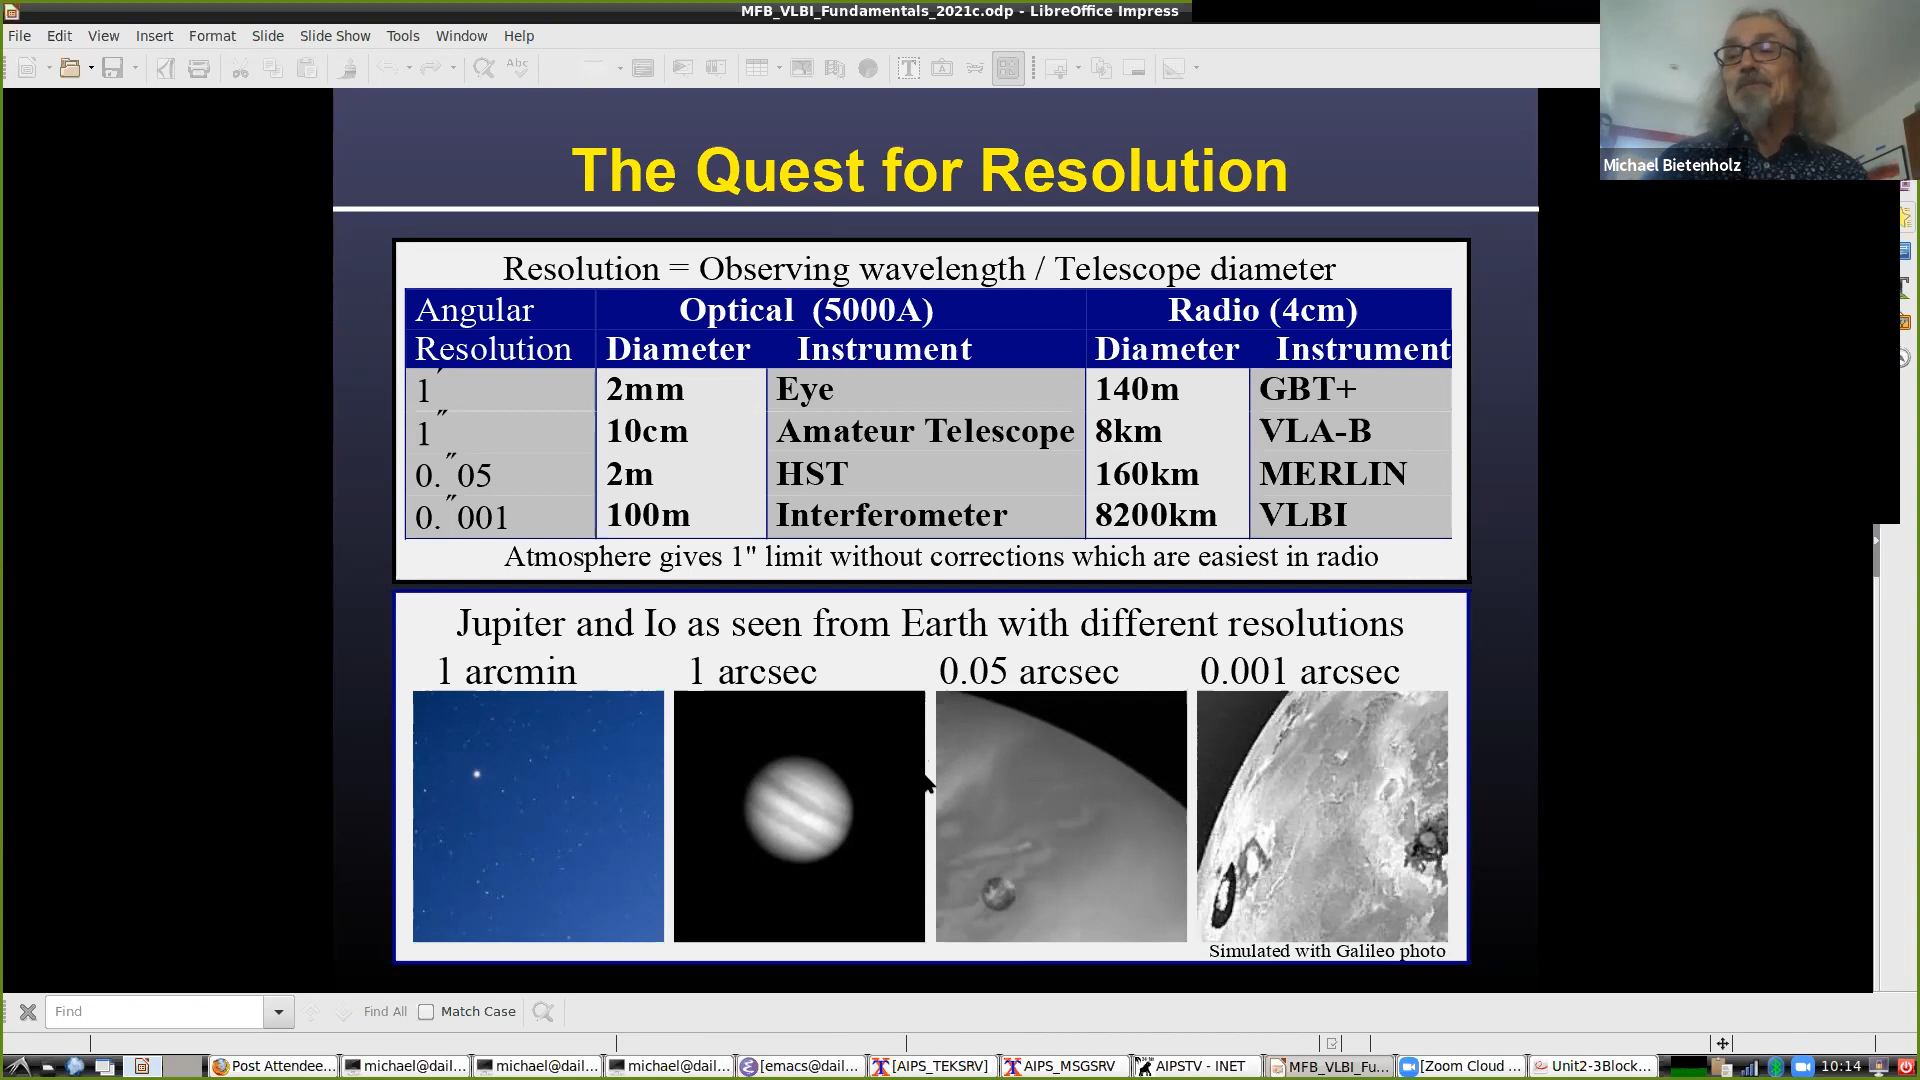 MFB_VLBI_Fundamentals_2021c.odp - LibreOffice Impress
File Edit View Insert Format Slide Slide Show Tools Window Help
Abc
Michael Bietenholz
The Quest for Resolution
Resolution = Observing wavelength / Telescope diameter
Angular Optical (5000A) Radio (4cm)
Resolution Diameter Instrument Diameter Instrument
1′ 2mm Eye 140m GBT+
1″ 10cm Amateur Telescope 8km VLA-B
0.″05 2m HST 160km MERLIN
0.″001 100m Interferometer 8200km VLBI
Atmosphere gives 1" limit without corrections which are easiest in radio
Jupiter and Io as seen from Earth with different resolutions
1 arcmin 1 arcsec 0.05 arcsec 0.001 arcsec
Simulated with Galileo photo
Find Find All Match Case
Post Attendee... michael@dail... michael@dail... michael@dail... [emacs@dail... [AIPS_TEKSRV] AIPS_MSGSRV AIPSTV - INET MFB_VLBI_Fu... [Zoom Cloud ... Unit2-3Block... 10:14